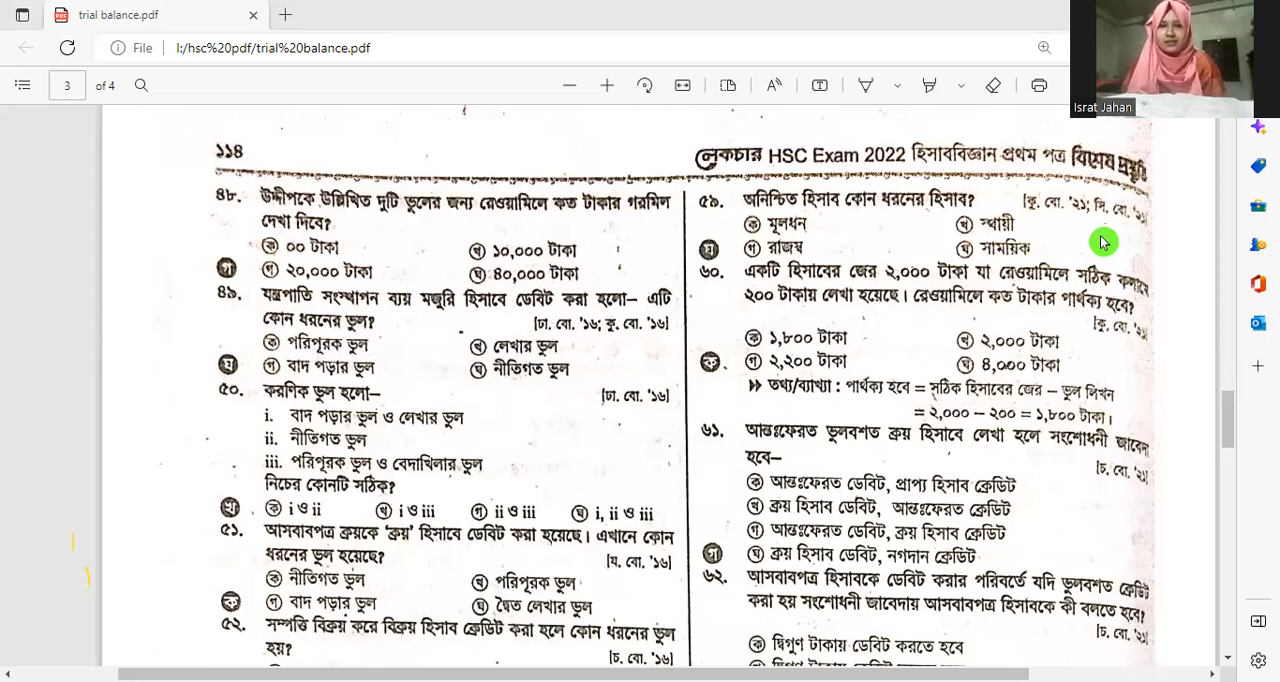 trial balance.pdf
File
I:/hsc%20pdf/trial%20balance.pdf
3
of 4
Israt Jahan
১১৪
লেকচার HSC Exam 2022 হিসাববিজ্ঞান প্রথম পত্র বিশেষ প্রস্তুতি
৪৮. উদ্দীপকে উল্লিখিত দুটি ভুলের জন্য রেওয়ামিলে কত টাকার গরমিল
দেখা দিবে?
ক ০০ টাকা
খ ১০,০০০ টাকা
গ গ ২০,০০০ টাকা
ঘ ৪০,০০০ টাকা
৪৯. যন্ত্রপাতি সংস্থাপন ব্যয় মজুরি হিসাবে ডেবিট করা হলো— এটি
কোন ধরনের ভুল?
[ঢা. বো. '১৬; কু. বো. '১৬]
ক পরিপূরক ভুল
খ লেখার ভুল
ঘ গ বাদ পড়ার ভুল
ঘ নীতিগত ভুল
৫০. করণিক ভুল হলো—
[ঢা. বো. '১৬]
i. বাদ পড়ার ভুল ও লেখার ভুল
ii. নীতিগত ভুল
iii. পরিপূরক ভুল ও বেদাখিলার ভুল
নিচের কোনটি সঠিক?
খ ক i ও ii
খ i ও iii
গ ii ও iii
ঘ i, ii ও iii
৫১. আসবাবপত্র ক্রয়কে 'ক্রয়' হিসাবে ডেবিট করা হয়েছে। এখানে কোন
ধরনের ভুল হয়েছে?
[য. বো. '১৬]
ক নীতিগত ভুল
খ পরিপূরক ভুল
ক গ বাদ পড়ার ভুল
ঘ দ্বৈত লেখার ভুল
৫২. সম্পত্তি বিক্রয় করে বিক্রয় হিসাব ক্রেডিট করা হলে কোন ধরনের ভুল
হয়?
[চ. বো. '১৬]
৫৯. অনিশ্চিত হিসাব কোন ধরনের হিসাব?
[কু. বো. '২১; সি. বো. '২১]
ক মূলধন
খ স্থায়ী
ঘ গ রাজস্ব
ঘ সাময়িক
৬০. একটি হিসাবের জের ২,০০০ টাকা যা রেওয়ামিলে সঠিক কলামে
২০০ টাকায় লেখা হয়েছে। রেওয়ামিলে কত টাকার পার্থক্য হবে?
[কু. বো. '২১]
ক ১,৮০০ টাকা
খ ২,০০০ টাকা
ক গ ২,২০০ টাকা
ঘ ৪,০০০ টাকা
তথ্য/ব্যাখ্যা : পার্থক্য হবে = সঠিক হিসাবের জের – ভুল লিখন
= ২,০০০ – ২০০ = ১,৮০০ টাকা।
৬১. আন্তঃফেরত ভুলবশত ক্রয় হিসাবে লেখা হলে সংশোধনী জাবেদা
হবে—
[চ. বো. '২১]
ক আন্তঃফেরত ডেবিট, প্রাপ্য হিসাব ক্রেডিট
খ ক্রয় হিসাব ডেবিট, আন্তঃফেরত ক্রেডিট
গ আন্তঃফেরত ডেবিট, ক্রয় হিসাব ক্রেডিট
গ ঘ ক্রয় হিসাব ডেবিট, নগদান ক্রেডিট
৬২. আসবাবপত্র হিসাবকে ডেবিট করার পরিবর্তে যদি ভুলবশত ক্রেডিট
করা হয় সংশোধনী জাবেদায় আসবাবপত্র হিসাবকে কী বলতে হবে?
[চ. বো. '২১]
ক দ্বিগুণ টাকায় ডেবিট করতে হবে